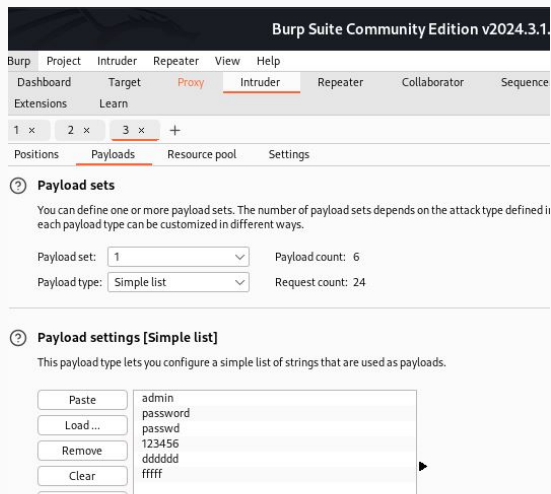 Burp Suite Community Edition v2024.3.1.
Burp Project Intruder Repeater View Help
Dashboard Target Proxy Intruder Repeater Collaborator Sequence
Extensions Learn
1 × 2 × 3 × +
Positions Payloads Resource pool Settings
? Payload sets
You can define one or more payload sets. The number of payload sets depends on the attack type defined in
each payload type can be customized in different ways.
Payload set: 1 Payload count: 6
Payload type: Simple list Request count: 24
? Payload settings [Simple list]
This payload type lets you configure a simple list of strings that are used as payloads.
Paste admin
password
Load ... passwd
Remove 123456
dddddd
Clear fffff